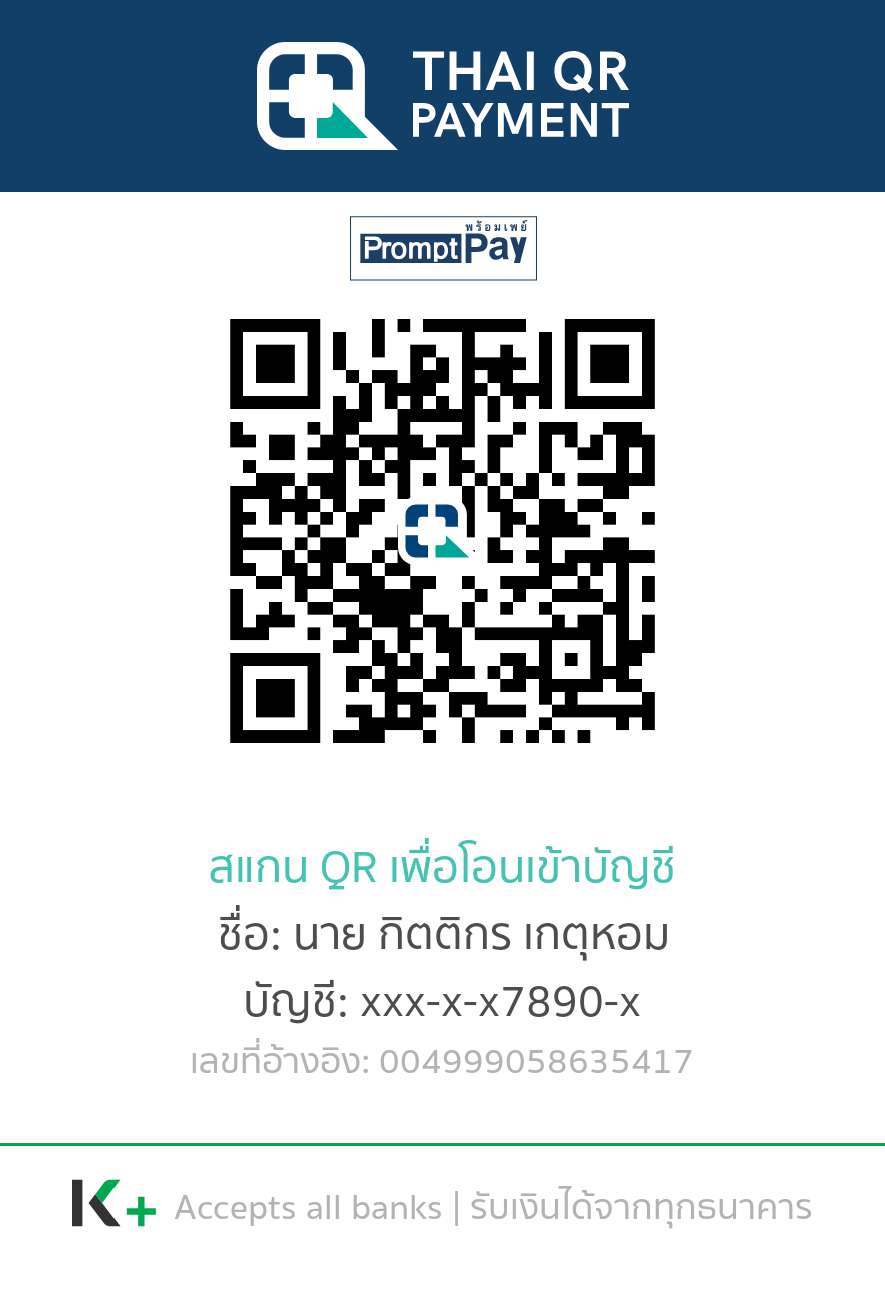 THAI QR
PAYMENT
พร้อมเพย์
PromptPay
สแกน QR เพื่อโอนเข้าบัญชี
ชื่อ: นาย กิตติกร เกตุหอม
บัญชี: xxx-x-x7890-x
เลขที่อ้างอิง: 004999058635417
K+ Accepts all banks | รับเงินได้จากทุกธนาคาร